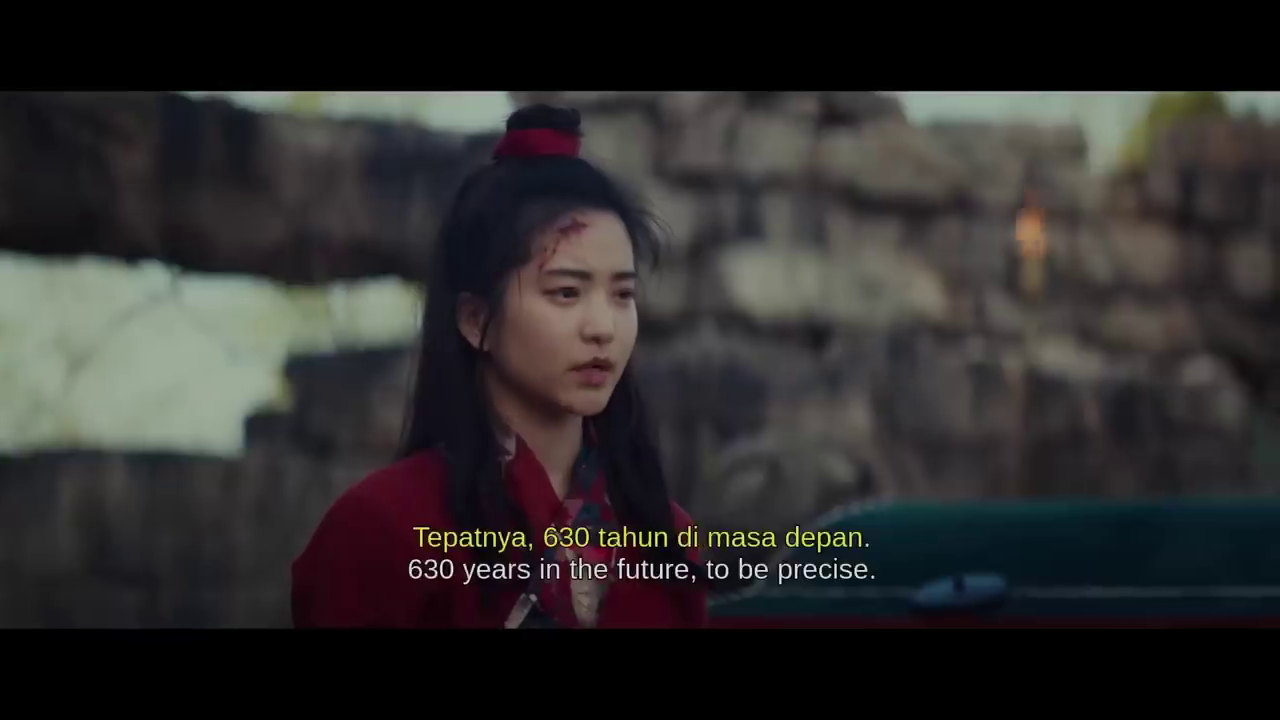 Tepatnya, 630 tahun di masa depan.
630 years in the future, to be precise.